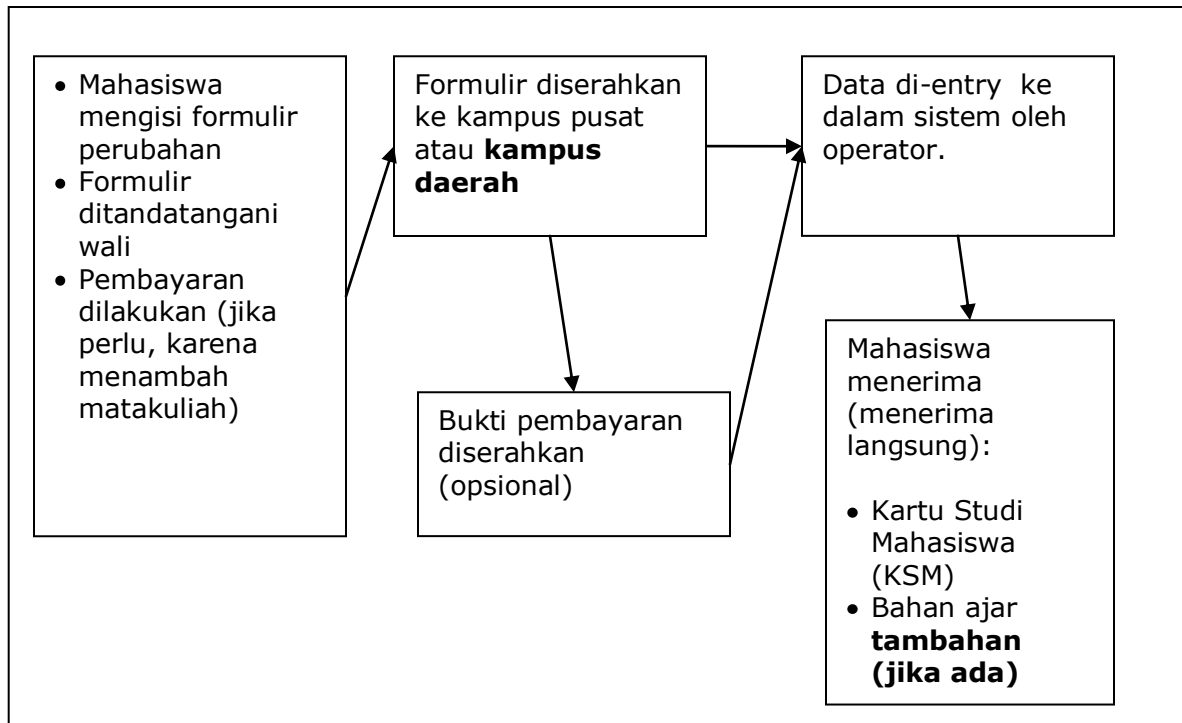 • Mahasiswa
mengisi formulir
perubahan
• Formulir
ditandatangani
wali
• Pembayaran
dilakukan (jika
perlu, karena
menambah
matakuliah)
Formulir diserahkan
ke kampus pusat
atau kampus
daerah
Bukti pembayaran
diserahkan
(opsional)
Data di-entry ke
dalam sistem oleh
operator.
Mahasiswa
menerima
(menerima
langsung):
• Kartu Studi
Mahasiswa
(KSM)
• Bahan ajar
tambahan
(jika ada)